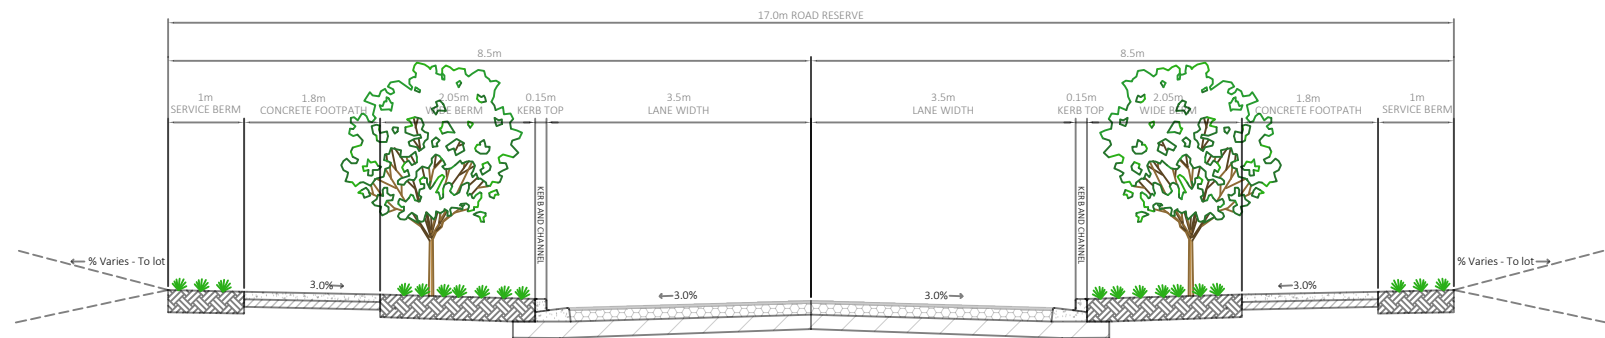 17.0m ROAD RESERVE
8.5m
8.5m
1m
SERVICE BERM
1.8m
CONCRETE FOOTPATH
2.05m
WIDE BERM
0.15m
KERB TOP
3.5m
LANE WIDTH
3.5m
LANE WIDTH
0.15m
KERB TOP
2.05m
WIDE BERM
1.8m
CONCRETE FOOTPATH
1m
SERVICE BERM
KERB AND CHANNEL
KERB AND CHANNEL
% Varies - To lot
% Varies - To lot
3.0%
3.0%
3.0%
3.0%